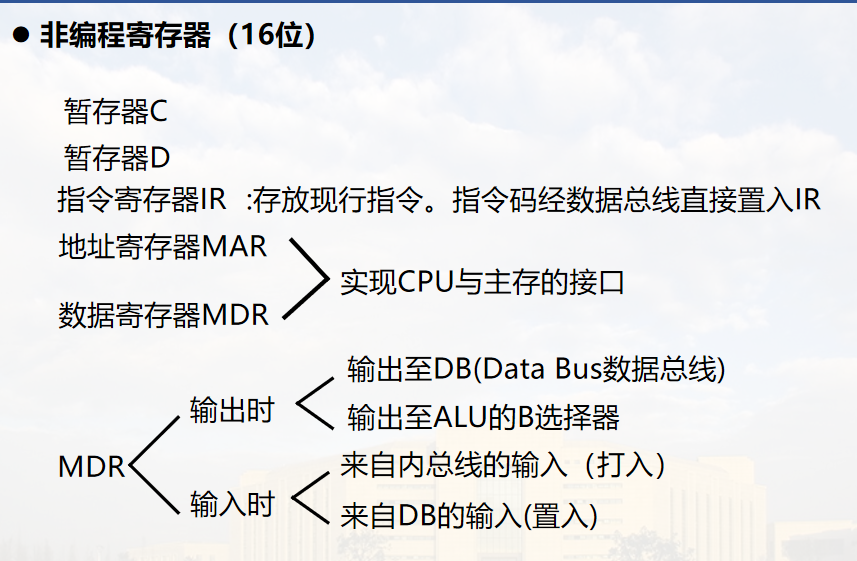 ● 非编程寄存器（16位）
暂存器C
暂存器D
指令寄存器IR :存放现行指令。指令码经数据总线直接置入IR
地址寄存器MAR
实现CPU与主存的接口
数据寄存器MDR
输出至DB(Data Bus数据总线)
输出时
输出至ALU的B选择器
MDR
来自内总线的输入（打入）
输入时
来自DB的输入(置入)